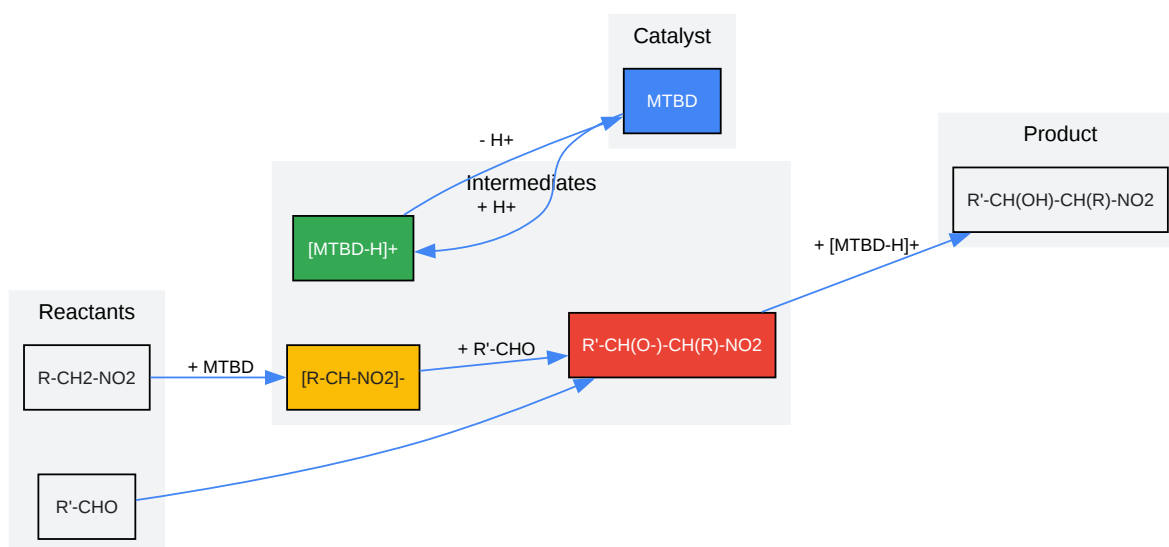 Catalyst
MTBD
Product
- H+
R'-CH(OH)-CH(R)-NO2
Intermediates
+ H+
[MTBD-H]+
+ [MTBD-H]+
Reactants
R'-CH(O-)-CH(R)-NO2
+ R'-CHO
+ MTBD
R-CH2-NO2
[R-CH-NO2]-
R'-CHO